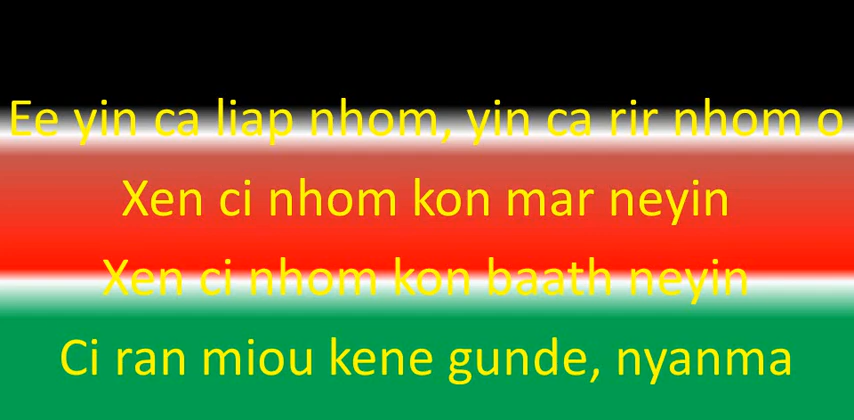 Ee yin ca liap nhom, yin ca rir nhom o
Xen ci nhom kon mar neyin
Xen ci nhom kon baath neyin
Ci ran miou kene gunde, nyanma